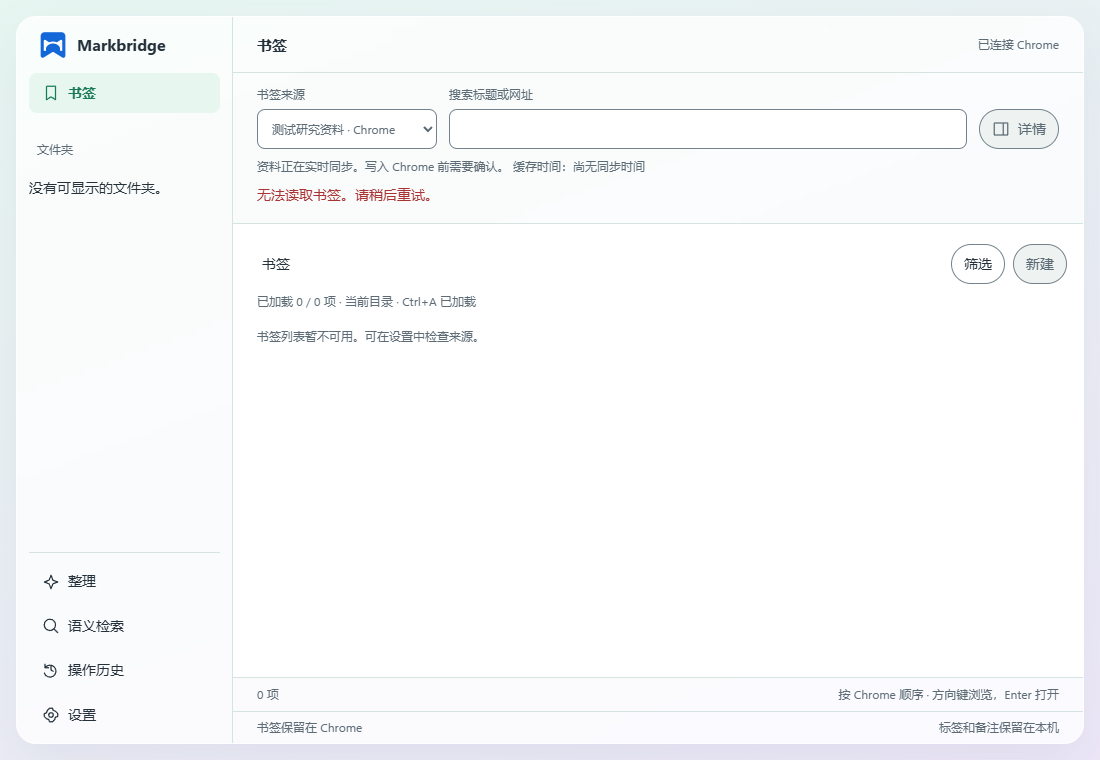 Markbridge
书签
文件夹
没有可显示的文件夹。
整理
语义检索
操作历史
设置
书签
已连接 Chrome
书签来源
搜索标题或网址
测试研究资料 · Chrome
详情
资料正在实时同步。写入 Chrome 前需要确认。 缓存时间：尚无同步时间
无法读取书签。请稍后重试。
书签
筛选
新建
已加载 0 / 0 项 · 当前目录 · Ctrl+A 已加载
书签列表暂不可用。可在设置中检查来源。
0 项
按 Chrome 顺序 · 方向键浏览，Enter 打开
书签保留在 Chrome
标签和备注保留在本机